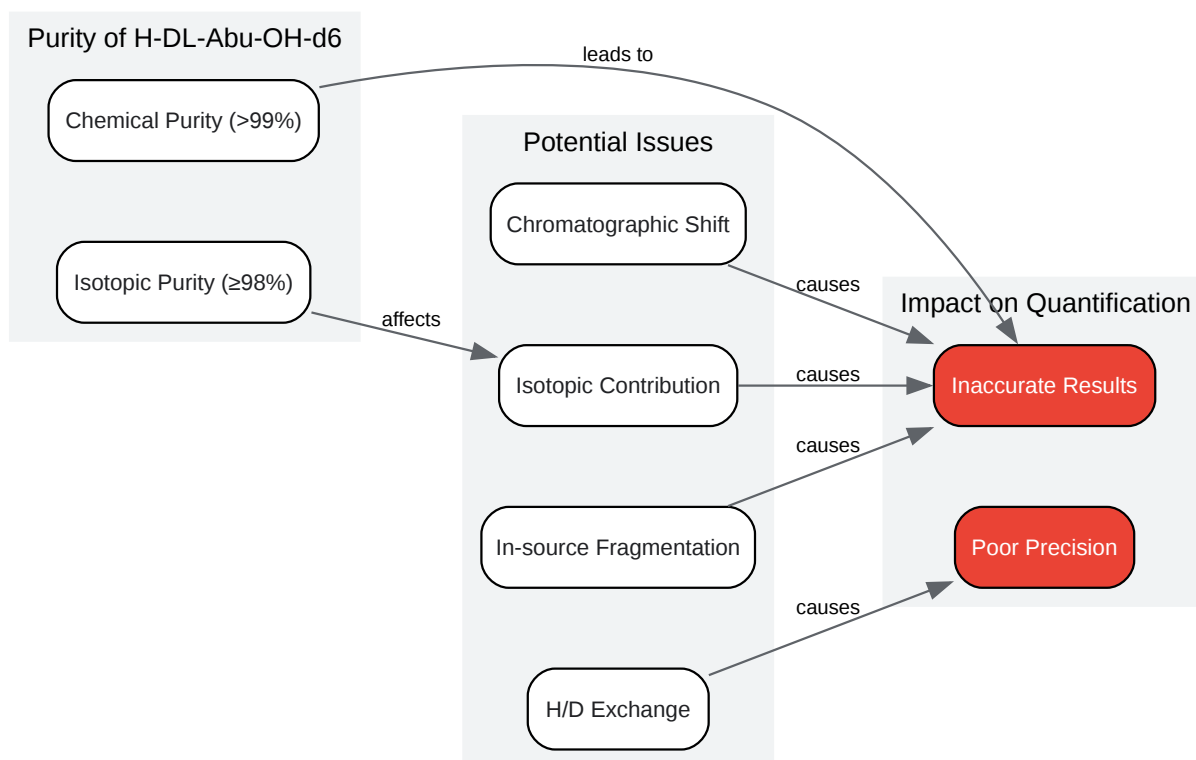 Purity of H-DL-Abu-OH-d6
Chemical Purity (>99%)
Isotopic Purity (≥98%)
leads to
affects
Potential Issues
Chromatographic Shift
Isotopic Contribution
In-source Fragmentation
H/D Exchange
causes
causes
causes
causes
Impact on Quantification
Inaccurate Results
Poor Precision